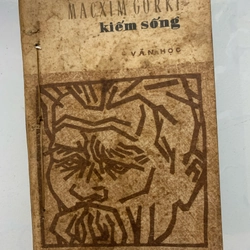 MACXIM GORKI
kiếm sống
VĂN HỌC